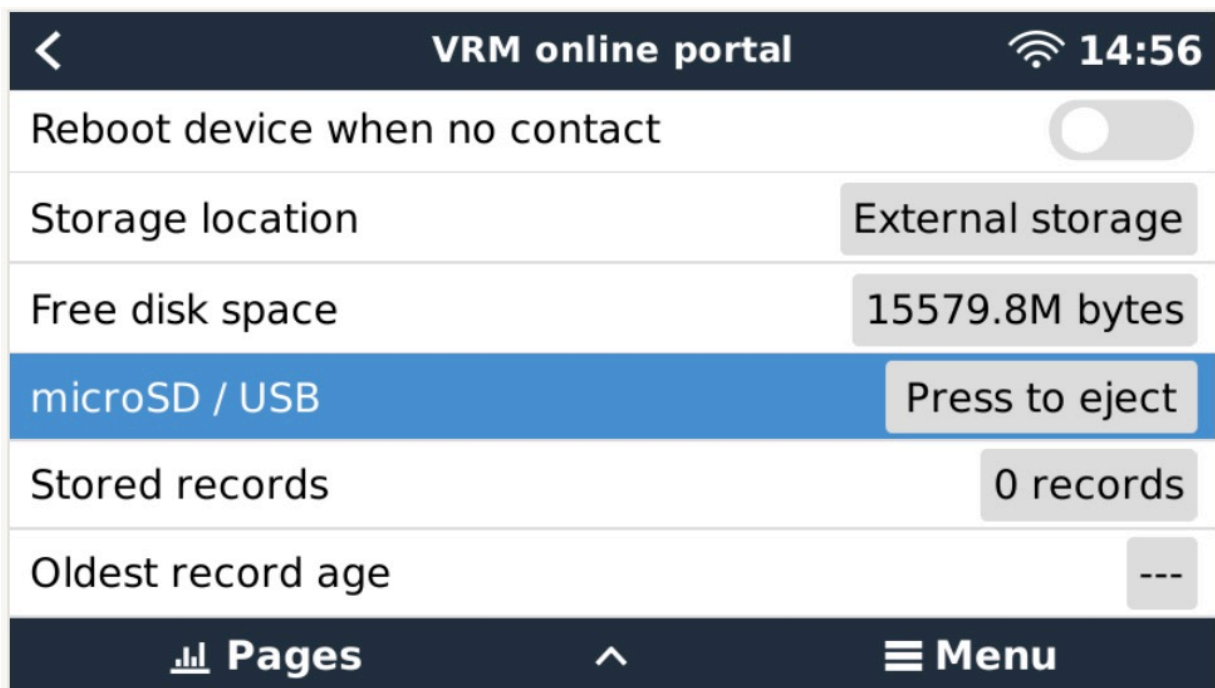 VRM online portal 14:56
Reboot device when no contact
Storage location External storage
Free disk space 15579.8M bytes
microSD / USB Press to eject
Stored records 0 records
Oldest record age ---
Pages Menu